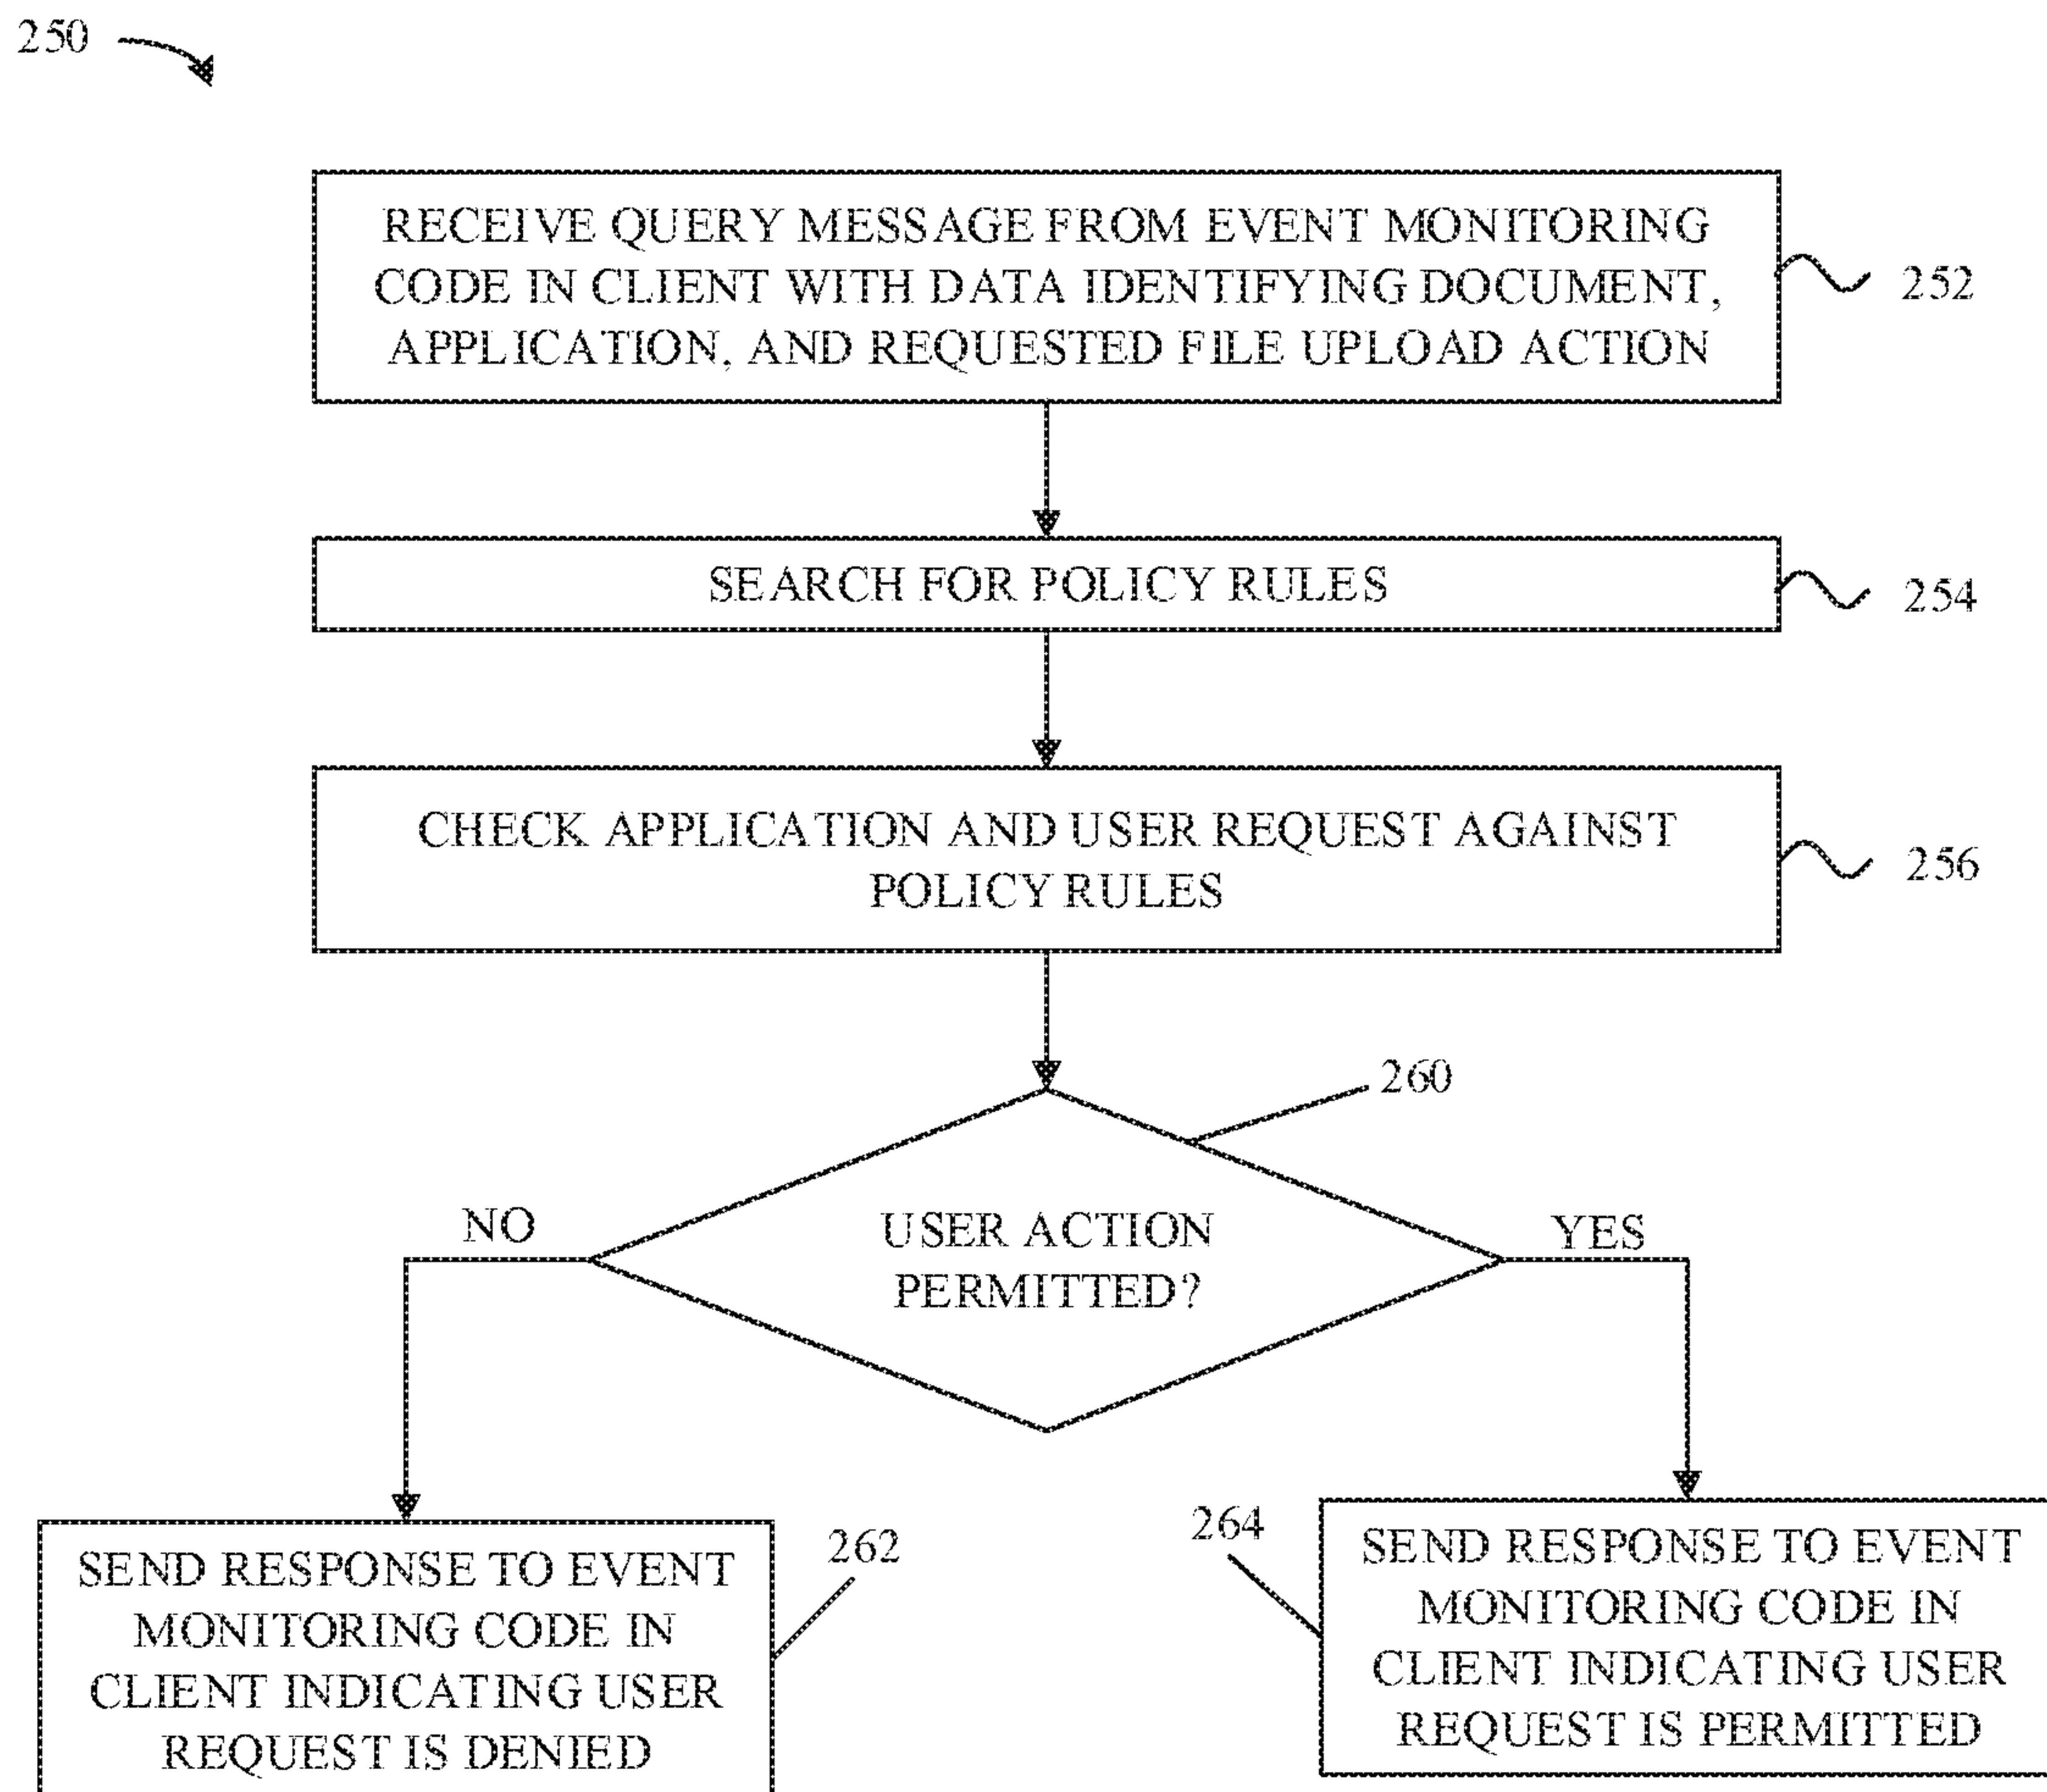 250
RECEIVE QUERY MESSAGE FROM EVENT MONITORING
CODE IN CLIENT WITH DATA IDENTIFYING DOCUMENT,
APPLICATION, AND REQUESTED FILE UPLOAD ACTION
252
SEARCH FOR POLICY RULES
254
CHECK APPLICATION AND USER REQUEST AGAINST
POLICY RULES
256
260
NO
USER ACTION
PERMITTED?
YES
262
SEND RESPONSE TO EVENT
MONITORING CODE IN
CLIENT INDICATING USER
REQUEST IS DENIED
264
SEND RESPONSE TO EVENT
MONITORING CODE IN
CLIENT INDICATING USER
REQUEST IS PERMITTED